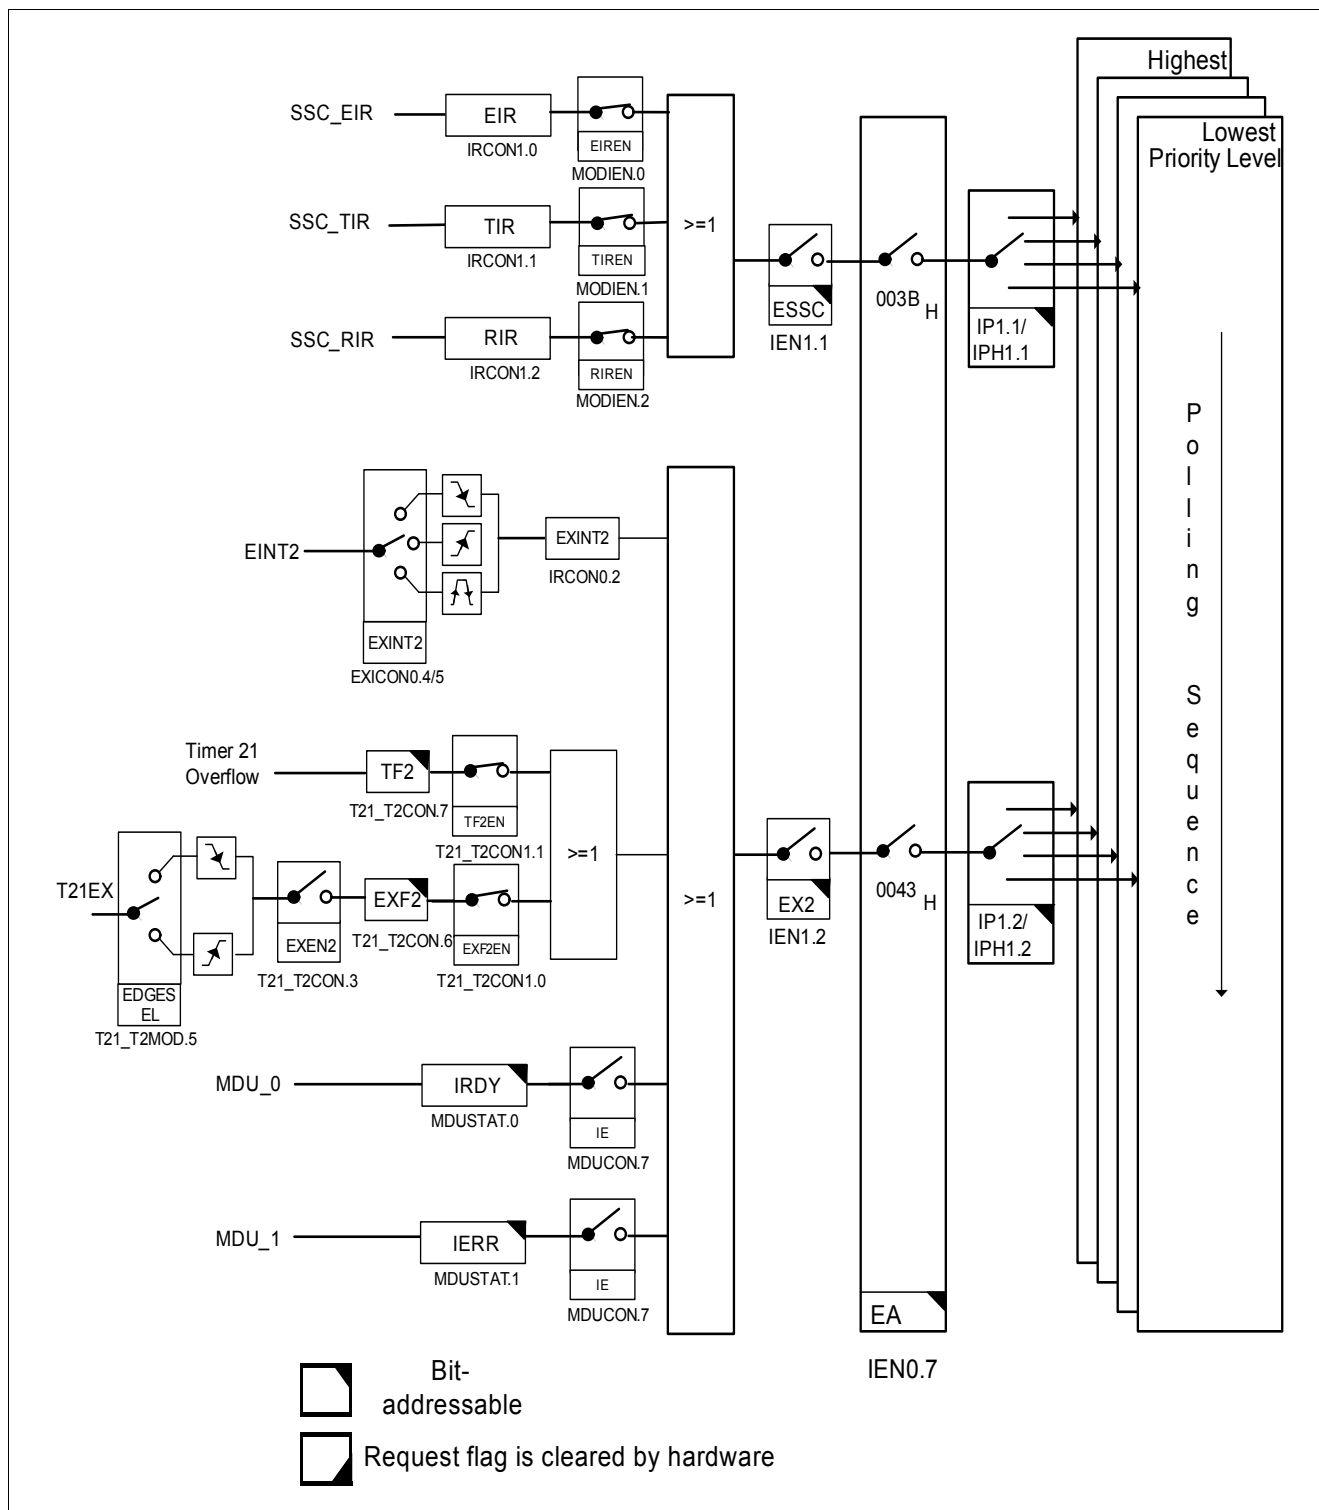 Highest
Lowest
Priority Level
SSC_EIR
EIR
IRCON1.0
EIREN
MODIEN.0
SSC_TIR
TIR
IRCON1.1
TIREN
MODIEN.1
SSC_RIR
RIR
IRCON1.2
RIREN
MODIEN.2
>=1
ESSC
IEN1.1
003B H
IP1.1/
IPH1.1
EINT2
EXINT2
EXICON0.4/5
EXINT2
IRCON0.2
Timer 21
Overflow
TF2
T21_T2CON.7
TF2EN
T21_T2CON1.1
T21EX
EDGES
EL
T21_T2MOD.5
EXEN2
T21_T2CON.3
EXF2
T21_T2CON.6
EXF2EN
T21_T2CON1.0
>=1
MDU_0
IRDY
MDUSTAT.0
IE
MDUCON.7
MDU_1
IERR
MDUSTAT.1
IE
MDUCON.7
>=1
EX2
IEN1.2
0043 H
IP1.2/
IPH1.2
EA
IEN0.7
Polling Sequence
Bit-
addressable
Request flag is cleared by hardware